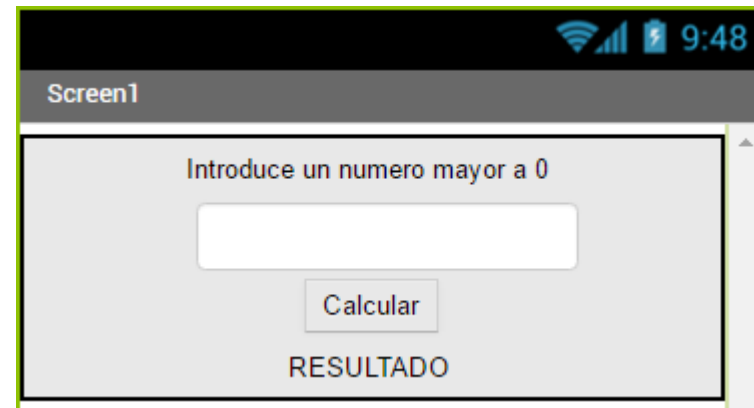 9:48
Screen1
Introduce un numero mayor a 0
Calcular
RESULTADO